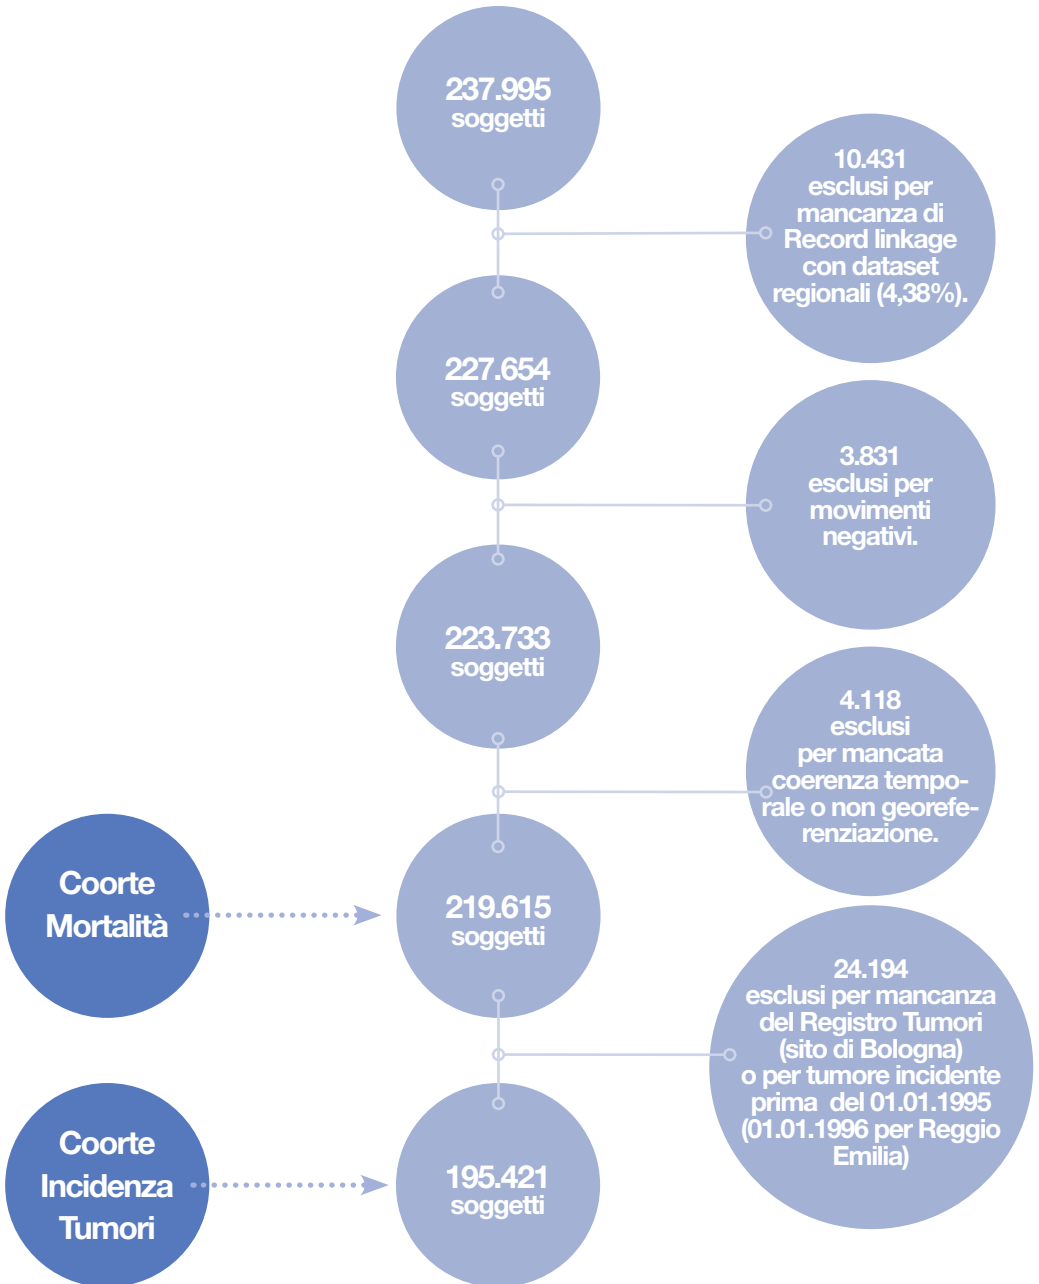 237.995
soggetti
10.431
esclusi per
mancanza di
Record linkage
con dataset
regionali (4,38%).
227.654
soggetti
3.831
esclusi per
movimenti
negativi.
223.733
soggetti
4.118
esclusi
per mancata
coerenza tempo-
rale o non georefe-
renziazione.
Coorte
Mortalità
219.615
soggetti
24.194
esclusi per mancanza
del Registro Tumori
(sito di Bologna)
o per tumore incidente
prima del 01.01.1995
(01.01.1996 per Reggio
Emilia)
Coorte
Incidenza
Tumori
195.421
soggetti